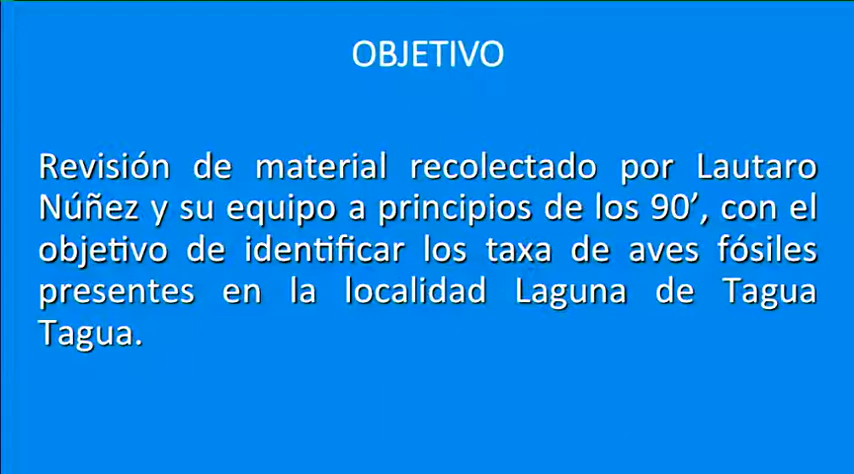 OBJETIVO
Revisión de material recolectado por Lautaro
Núñez y su equipo a principios de los 90’, con el
objetivo de identificar los taxa de aves fósiles
presentes en la localidad Laguna de Tagua
Tagua.